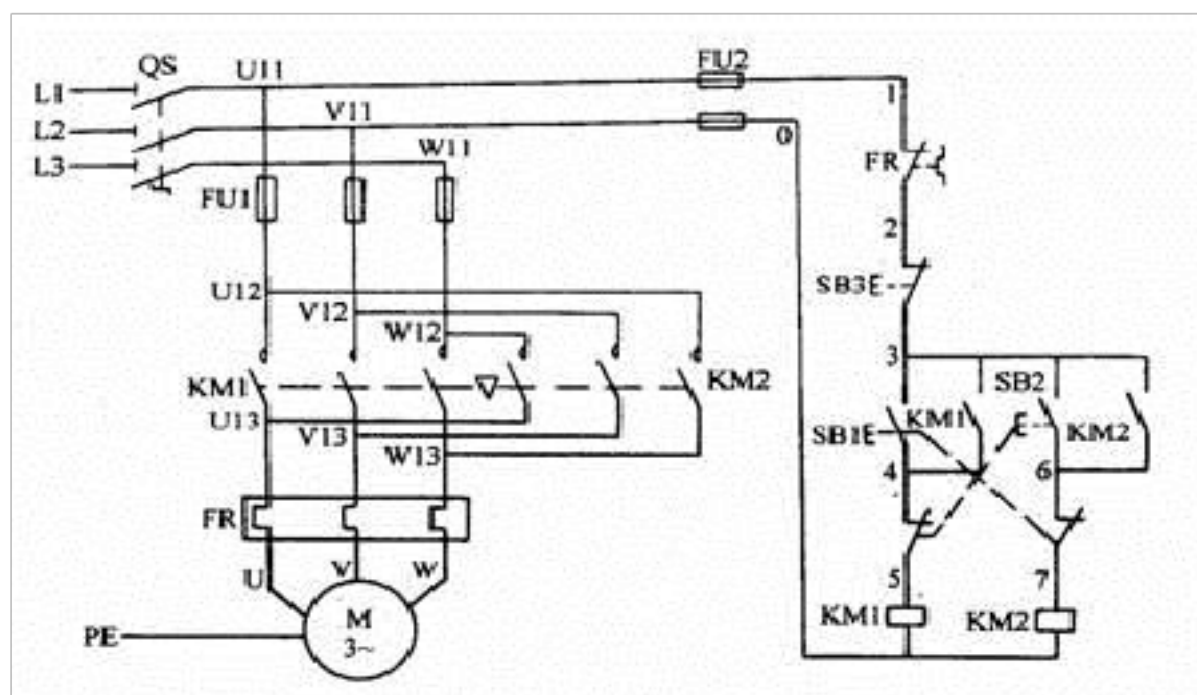 QS
U11
FU2
L1
1
V11
L2
0
W11
L3
FR
FU1
2
U12
SB3E
V12
W12
3
KM1
KM2
SB2
U13
KM1
KM2
V13
SB1E
W13
4
6
FR
U
V
W
5
7
M
3~
KM1
KM2
PE